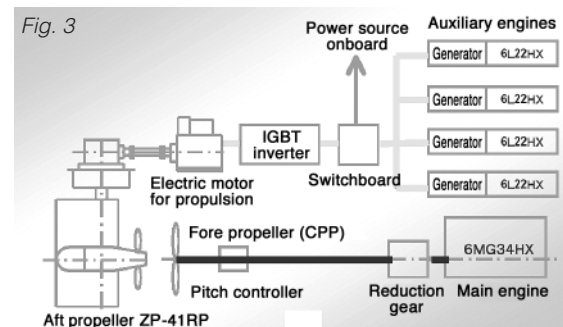 Fig. 3
Power source
onboard
Auxiliary engines
Generator 6L22HX
Generator 6L22HX
Generator 6L22HX
Generator 6L22HX
IGBT
inverter
Switchboard
Electric motor
for propulsion
Fore propeller (CPP)
6MG34HX
Pitch controller
Reduction
gear
Main engine
Aft propeller ZP-41RP